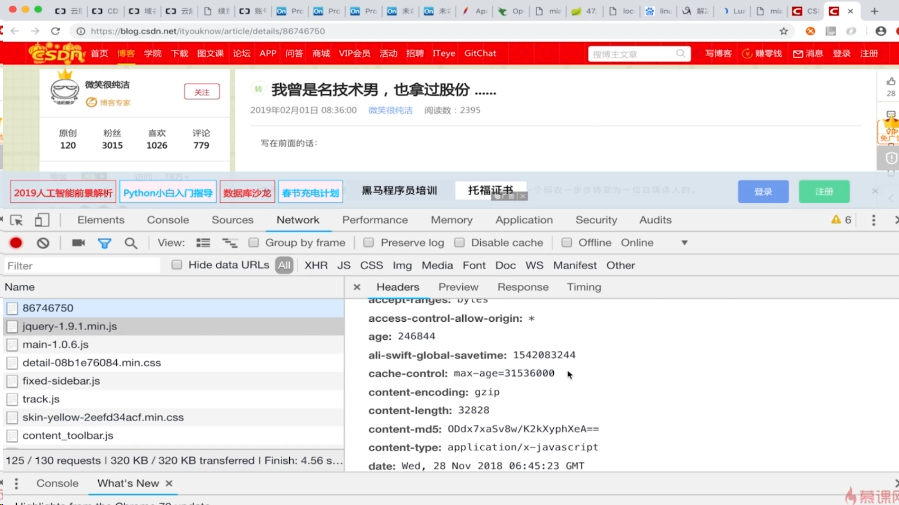 云 CD 域 云 横 账 Pro Pro 未 未 Ap Op mi 47. loc linu 解 Lui mic CS
https://blog.csdn.net/ityouknow/article/details/86746750
CSDN 首页 博客 学院 下载 图文课 论坛 APP 问答 商城 VIP会员 活动 招聘 ITeye GitChat 搜博主文章 写博客 赚零钱 消息 登录 注册
微笑很纯洁
博客专家
关注
原创 粉丝 喜欢 评论
120 3015 1026 779
转 我曾是名技术男，也拿过股份 ......
2019年02月01日 08:36:00 微笑很纯洁 阅读数：2395
写在前面的话:
28
2019人工智能前景解析 Python小白入门指导 数据库沙龙 春节充电计划 黑马程序员培训 托福证书 登录 注册 ×
Elements Console Sources Network Performance Memory Application Security Audits 6
View: Group by frame Preserve log Disable cache Offline Online
Filter Hide data URLs All XHR JS CSS Img Media Font Doc WS Manifest Other
Name
86746750
jquery-1.9.1.min.js
main-1.0.6.js
detail-08b1e76084.min.css
fixed-sidebar.js
track.js
skin-yellow-2eefd34acf.min.css
content_toolbar.js
125 / 130 requests | 320 KB / 320 KB transferred | Finish: 4.56 s...
× Headers Preview Response Timing
accept-ranges: bytes
access-control-allow-origin: *
age: 246844
ali-swift-global-savetime: 1542083244
cache-control: max-age=31536000
content-encoding: gzip
content-length: 32828
content-md5: ODdx7xaSv8w/K2kXyphXeA==
content-type: application/x-javascript
date: Wed, 28 Nov 2018 06:45:23 GMT
Console What's New ×
Highlights from the Chrome 70 update
慕课网